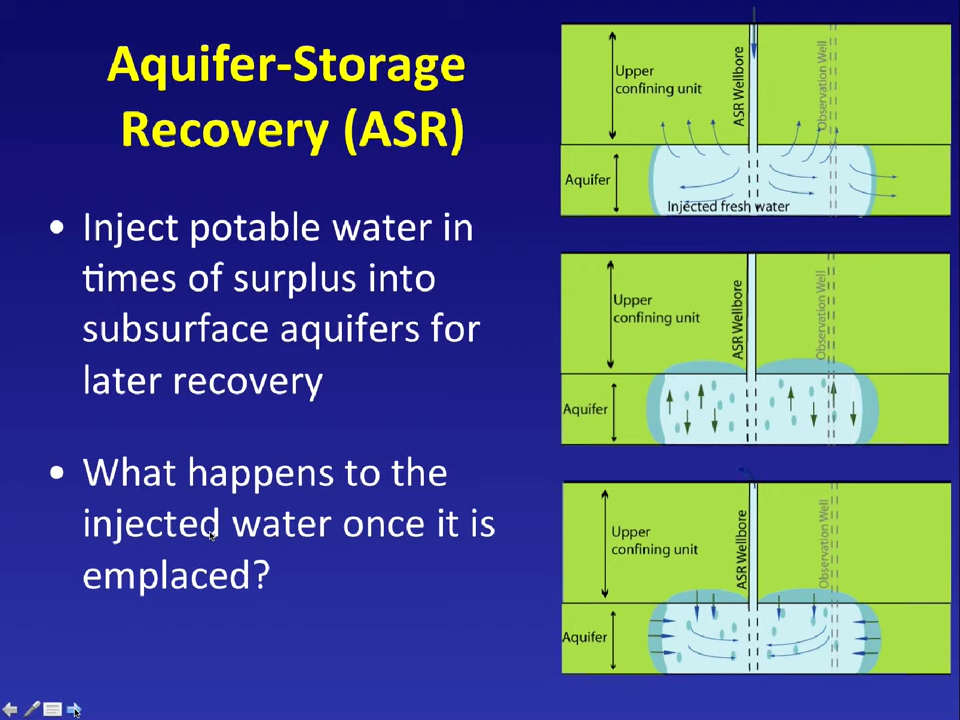 Aquifer-Storage
Recovery (ASR)
• Inject potable water in
times of surplus into
subsurface aquifers for
later recovery
• What happens to the
injected water once it is
emplaced?
Upper
confining unit
ASR Wellbore
Observation Well
Aquifer
Injected fresh water
Upper
confining unit
ASR Wellbore
Observation Well
Aquifer
Upper
confining unit
ASR Wellbore
Observation Well
Aquifer